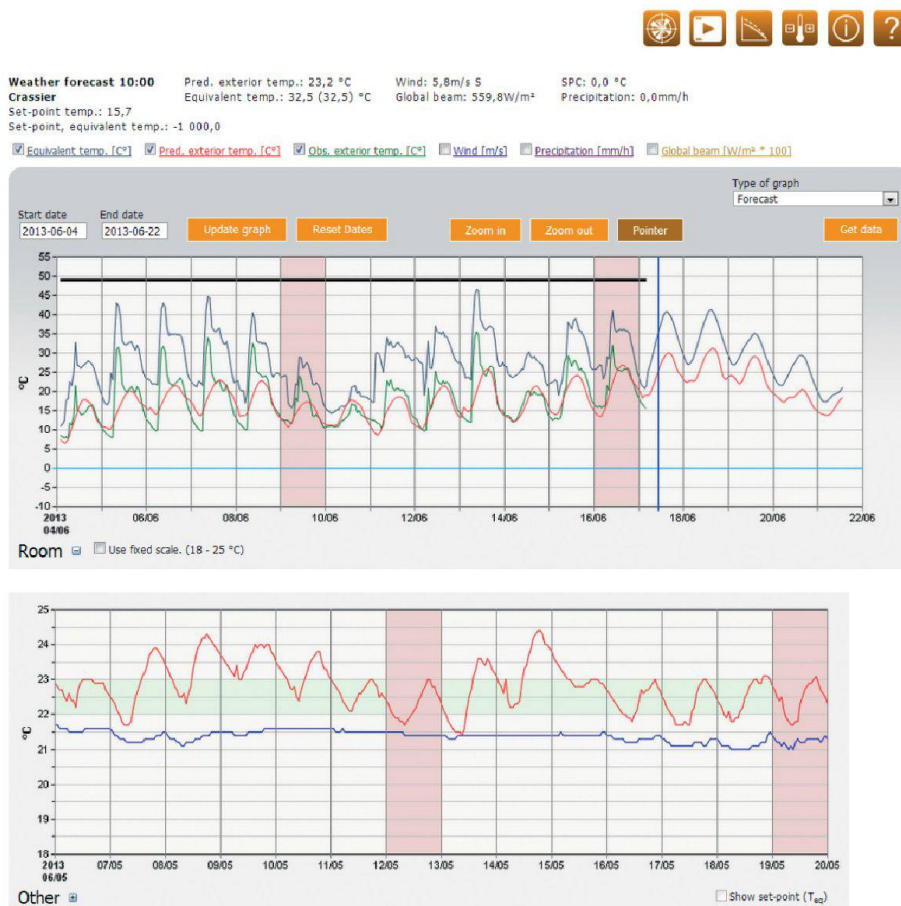 ?
Weather forecast 10:00 Pred. exterior temp.: 23,2 °C Wind: 5,8m/s S SPC: 0,0 °C
Crassier Equivalent temp.: 32,5 (32,5) °C Global beam: 559,8W/m² Precipitation: 0,0mm/h
Set-point temp.: 15,7
Set-point, equivalent temp.: -1 000,0
Equivalent temp. [C°] Pred. exterior temp. [C°] Obs. exterior temp. [C°] Wind [m/s] Precipitation [mm/h] Global beam [W/m² * 100]
Type of graph
Forecast
Start date End date
2013-06-04 2013-06-22 Update graph Reset Dates Zoom in Zoom out Pointer Get data
55
50
45
40
35
30
25
20
15
10
5
0
-5
-10
°C
2013 06/06 08/06 10/06 12/06 14/06 16/06 18/06 20/06 22/06
04/06
Room Use fixed scale. (18 - 25 °C)
25
24
23
22
21
20
19
18
°C
2013 07/05 08/05 09/05 10/05 11/05 12/05 13/05 14/05 15/05 16/05 17/05 18/05 19/05 20/05
06/05
Other Show set-point (Teq)